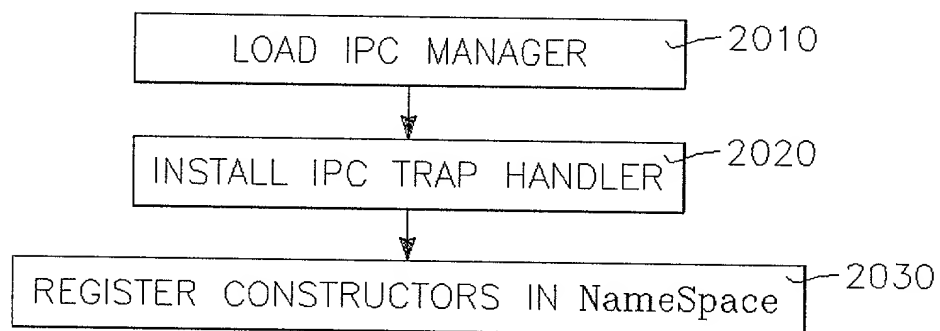 LOAD IPC MANAGER 2010
INSTALL IPC TRAP HANDLER 2020
REGISTER CONSTRUCTORS IN NameSpace 2030